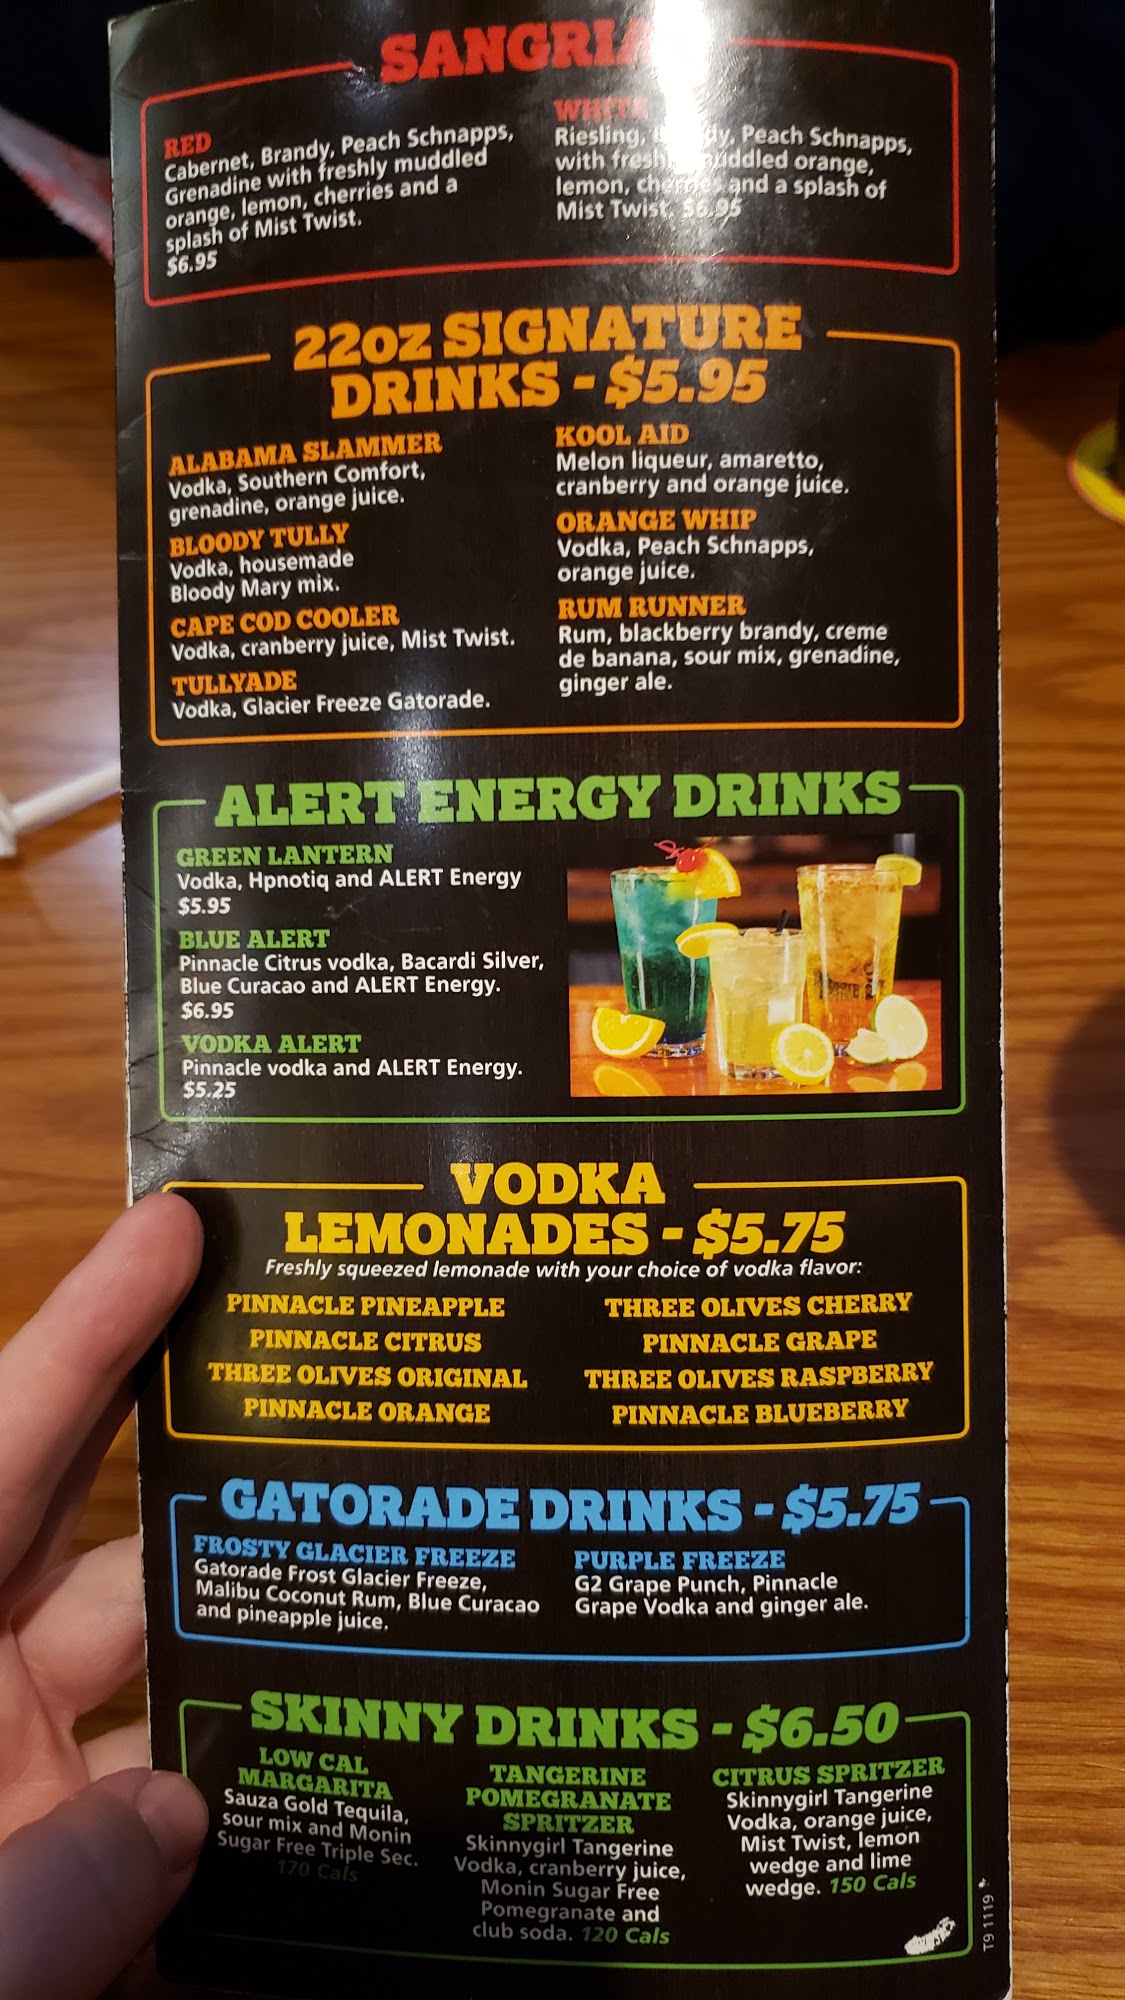 SANGRIA
RED
Cabernet, Brandy, Peach Schnapps,
Grenadine with freshly muddled
orange, lemon, cherries and a
splash of Mist Twist.
$6.95
WHITE
Riesling, Peach Schnapps,
with muddled orange,
lemon, cherries and a splash of
Mist Twist. $6.95
22oz SIGNATURE
DRINKS - $5.95
ALABAMA SLAMMER
Vodka, Southern Comfort,
grenadine, orange juice.
BLOODY TULLY
Vodka, housemade
Bloody Mary mix.
CAPE COD COOLER
Vodka, cranberry juice, Mist Twist.
TULLYADE
Vodka, Glacier Freeze Gatorade.
KOOL AID
Melon liqueur, amaretto,
cranberry and orange juice.
ORANGE WHIP
Vodka, Peach Schnapps,
orange juice.
RUM RUNNER
Rum, blackberry brandy, creme
de banana, sour mix, grenadine,
ginger ale.
ALERT ENERGY DRINKS
GREEN LANTERN
Vodka, Hpnotiq and ALERT Energy
$5.95
BLUE ALERT
Pinnacle Citrus vodka, Bacardi Silver,
Blue Curacao and ALERT Energy.
$6.95
VODKA ALERT
Pinnacle vodka and ALERT Energy.
$5.25
VODKA
LEMONADES - $5.75
Freshly squeezed lemonade with your choice of vodka flavor:
PINNACLE PINEAPPLE
PINNACLE CITRUS
THREE OLIVES ORIGINAL
PINNACLE ORANGE
THREE OLIVES CHERRY
PINNACLE GRAPE
THREE OLIVES RASPBERRY
PINNACLE BLUEBERRY
GATORADE DRINKS - $5.75
FROSTY GLACIER FREEZE
Gatorade Frost Glacier Freeze,
Malibu Coconut Rum, Blue Curacao
and pineapple juice.
PURPLE FREEZE
G2 Grape Punch, Pinnacle
Grape Vodka and ginger ale.
SKINNY DRINKS - $6.50
LOW CAL
MARGARITA
Sauza Gold Tequila,
sour mix and Monin
Sugar Free Triple Sec.
170 Cals
TANGERINE
POMEGRANATE
SPRITZER
Skinnygirl Tangerine
Vodka, cranberry juice,
Monin Sugar Free
Pomegranate and
club soda. 120 Cals
CITRUS SPRITZER
Skinnygirl Tangerine
Vodka, orange juice,
Mist Twist, lemon
wedge and lime
wedge. 150 Cals
T9 1119